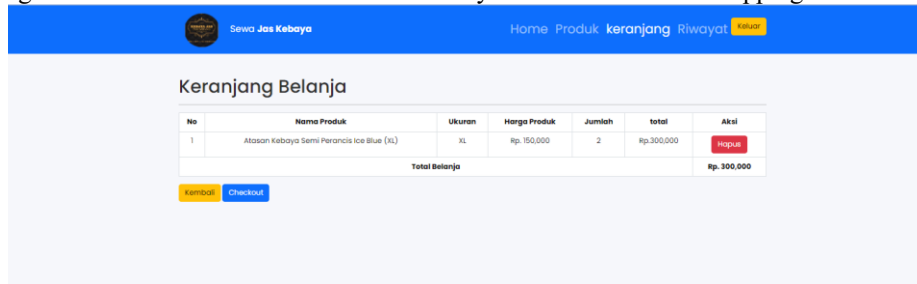 Sewa Jas Kebaya
Home Produk keranjang Riwayat Keluar
Keranjang Belanja
No Nama Produk Ukuran Harga Produk Jumlah total Aksi
1 Atasan Kebaya Semi Perancis Ice Blue (XL) XL Rp. 150,000 2 Rp.300,000 Hapus
Total Belanja Rp. 300,000
Kembali Checkout